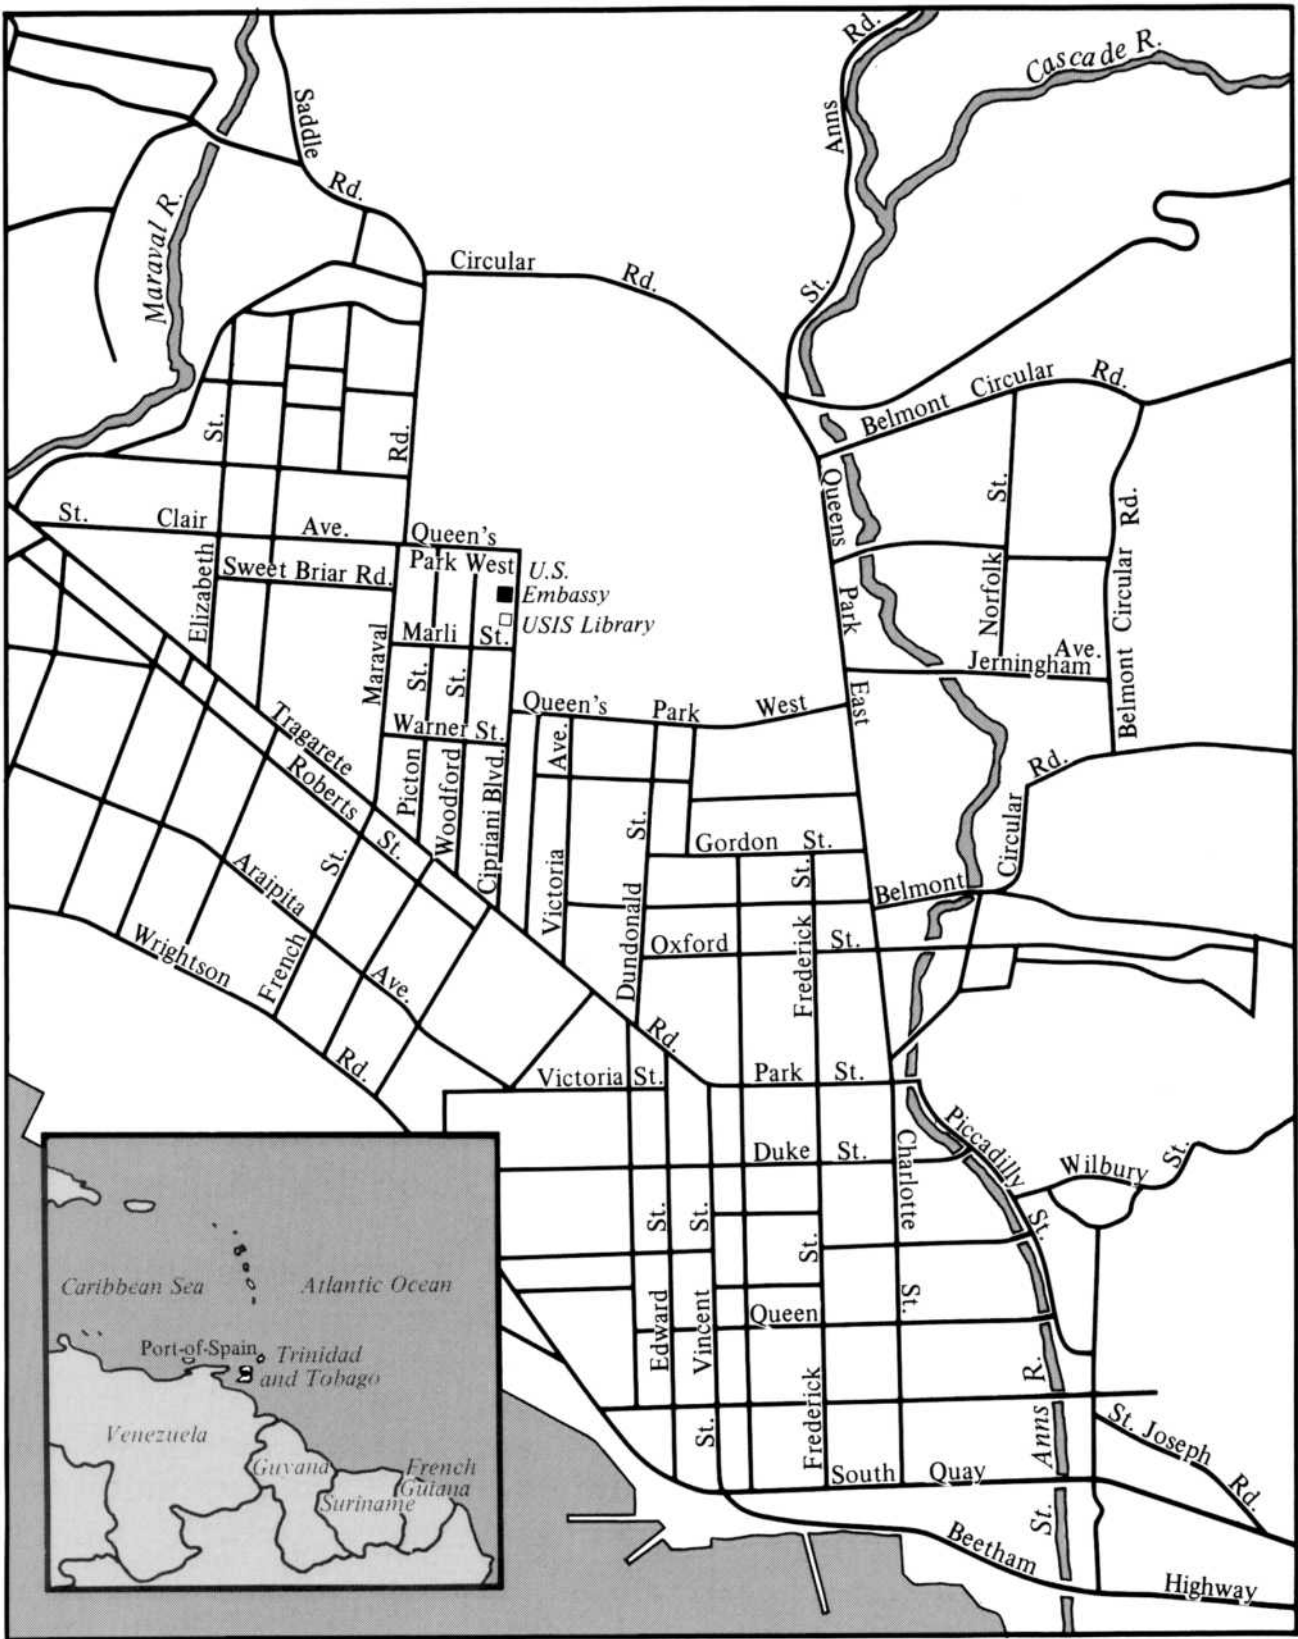 St. Anns Rd.
Cascade R.
Saddle Rd.
Maraval R.
Circular Rd.
Belmont Circular Rd.
St.
Rd.
Queens Park East
St. Clair Ave.
Queen's Park West
Elizabeth
Sweet Briar Rd.
U.S. Embassy
USIS Library
Marli St.
Norfolk St.
Belmont Circular Rd.
Jerningham Ave.
Maraval
St.
St.
Queen's Park West
Warner St.
Tragarete
Roberts St.
Picton
Woodford
Cipriani Blvd.
Ave.
Victoria
St.
Dundonald
Gordon St.
Circular Rd.
Belmont
St.
Frederick
Araipita Ave.
French St.
Wrightson Rd.
Oxford St.
Rd.
Victoria St.
Park St.
Piccadilly St.
Duke St.
Charlotte St.
Wilbury St.
St.
Edward
St.
Vincent
St.
St.
Frederick
Queen
St. Anns R.
St. Joseph Rd.
South Quay
Beetham Highway
Caribbean Sea
Atlantic Ocean
Port-of-Spain
Trinidad and Tobago
Venezuela
Guyana
Suriname
French Guiana